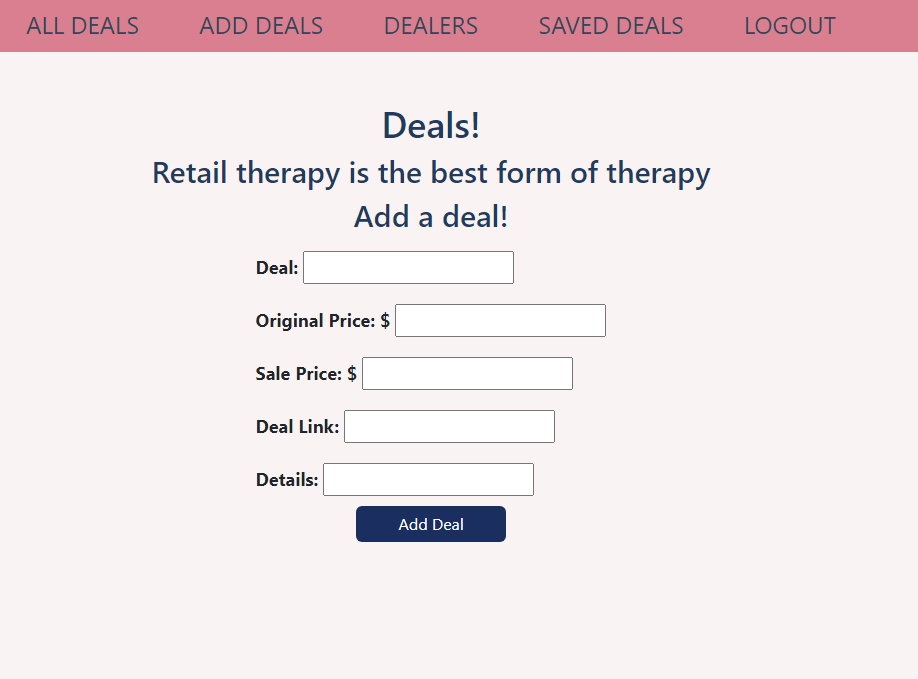 ALL DEALS ADD DEALS DEALERS SAVED DEALS LOGOUT
Deals!
Retail therapy is the best form of therapy
Add a deal!
Deal:
Original Price: $
Sale Price: $
Deal Link:
Details:
Add Deal